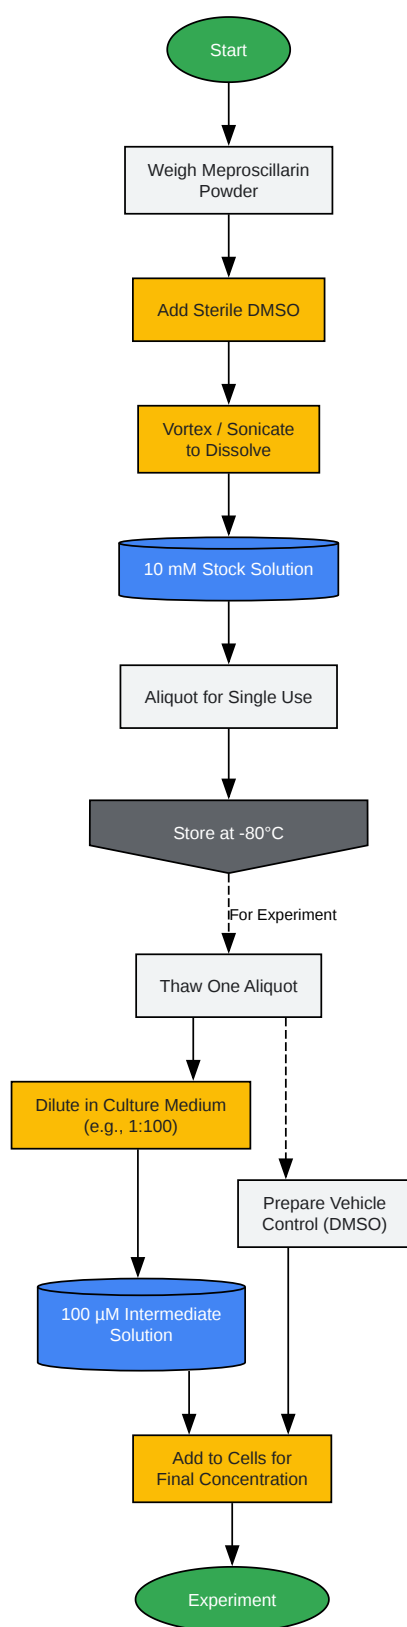 Start
Weigh Meproscillarin
Powder
Add Sterile DMSO
Vortex / Sonicate
to Dissolve
10 mM Stock Solution
Aliquot for Single Use
Store at -80°C
For Experiment
Thaw One Aliquot
Dilute in Culture Medium
(e.g., 1:100)
Prepare Vehicle
Control (DMSO)
100 µM Intermediate
Solution
Add to Cells for
Final Concentration
Experiment